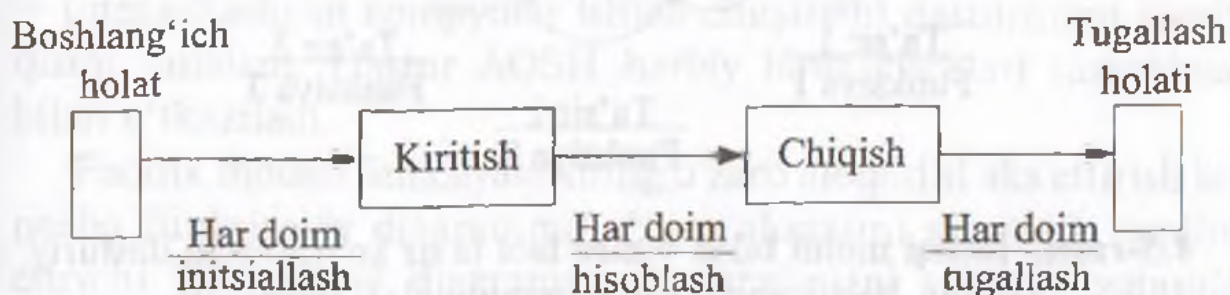 Boshlang‘ich
holat
Tugallash
holati
Kiritish
Chiqish
Har doim
initsiallash
Har doim
hisoblash
Har doim
tugallash